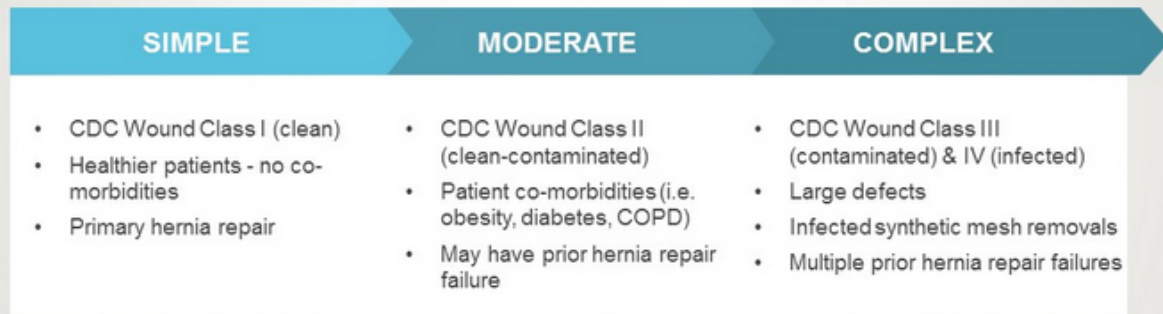 SIMPLE
MODERATE
COMPLEX
• CDC Wound Class I (clean)
• Healthier patients - no co-
morbidities
• Primary hernia repair
• CDC Wound Class II
(clean-contaminated)
• Patient co-morbidities (i.e.
obesity, diabetes, COPD)
• May have prior hernia repair
failure
• CDC Wound Class III
(contaminated) & IV (infected)
• Large defects
• Infected synthetic mesh removals
• Multiple prior hernia repair failures